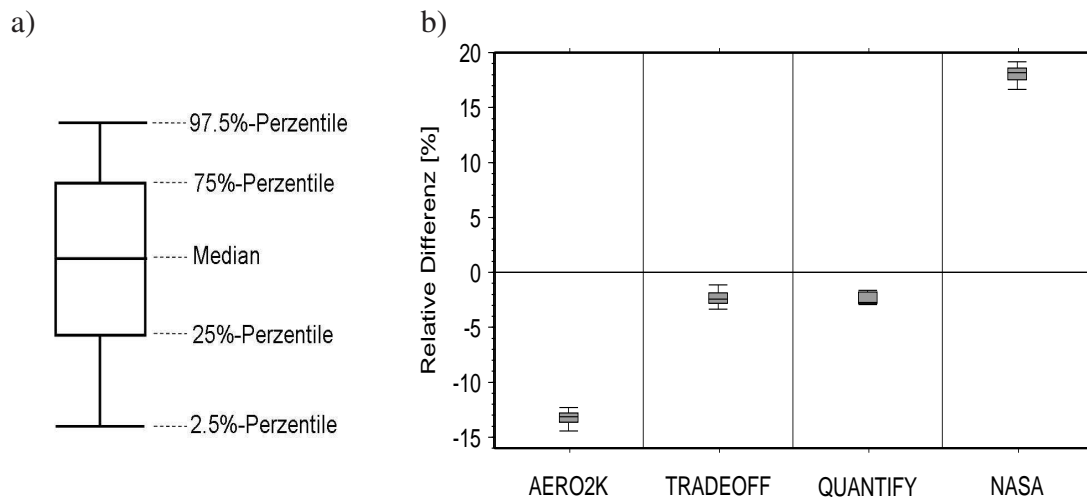 a)
97.5%-Perzentile
75%-Perzentile
Median
25%-Perzentile
2.5%-Perzentile
b)
Relative Differenz [%]
20
15
10
5
0
-5
-10
-15
AERO2K TRADEOFF QUANTIFY NASA